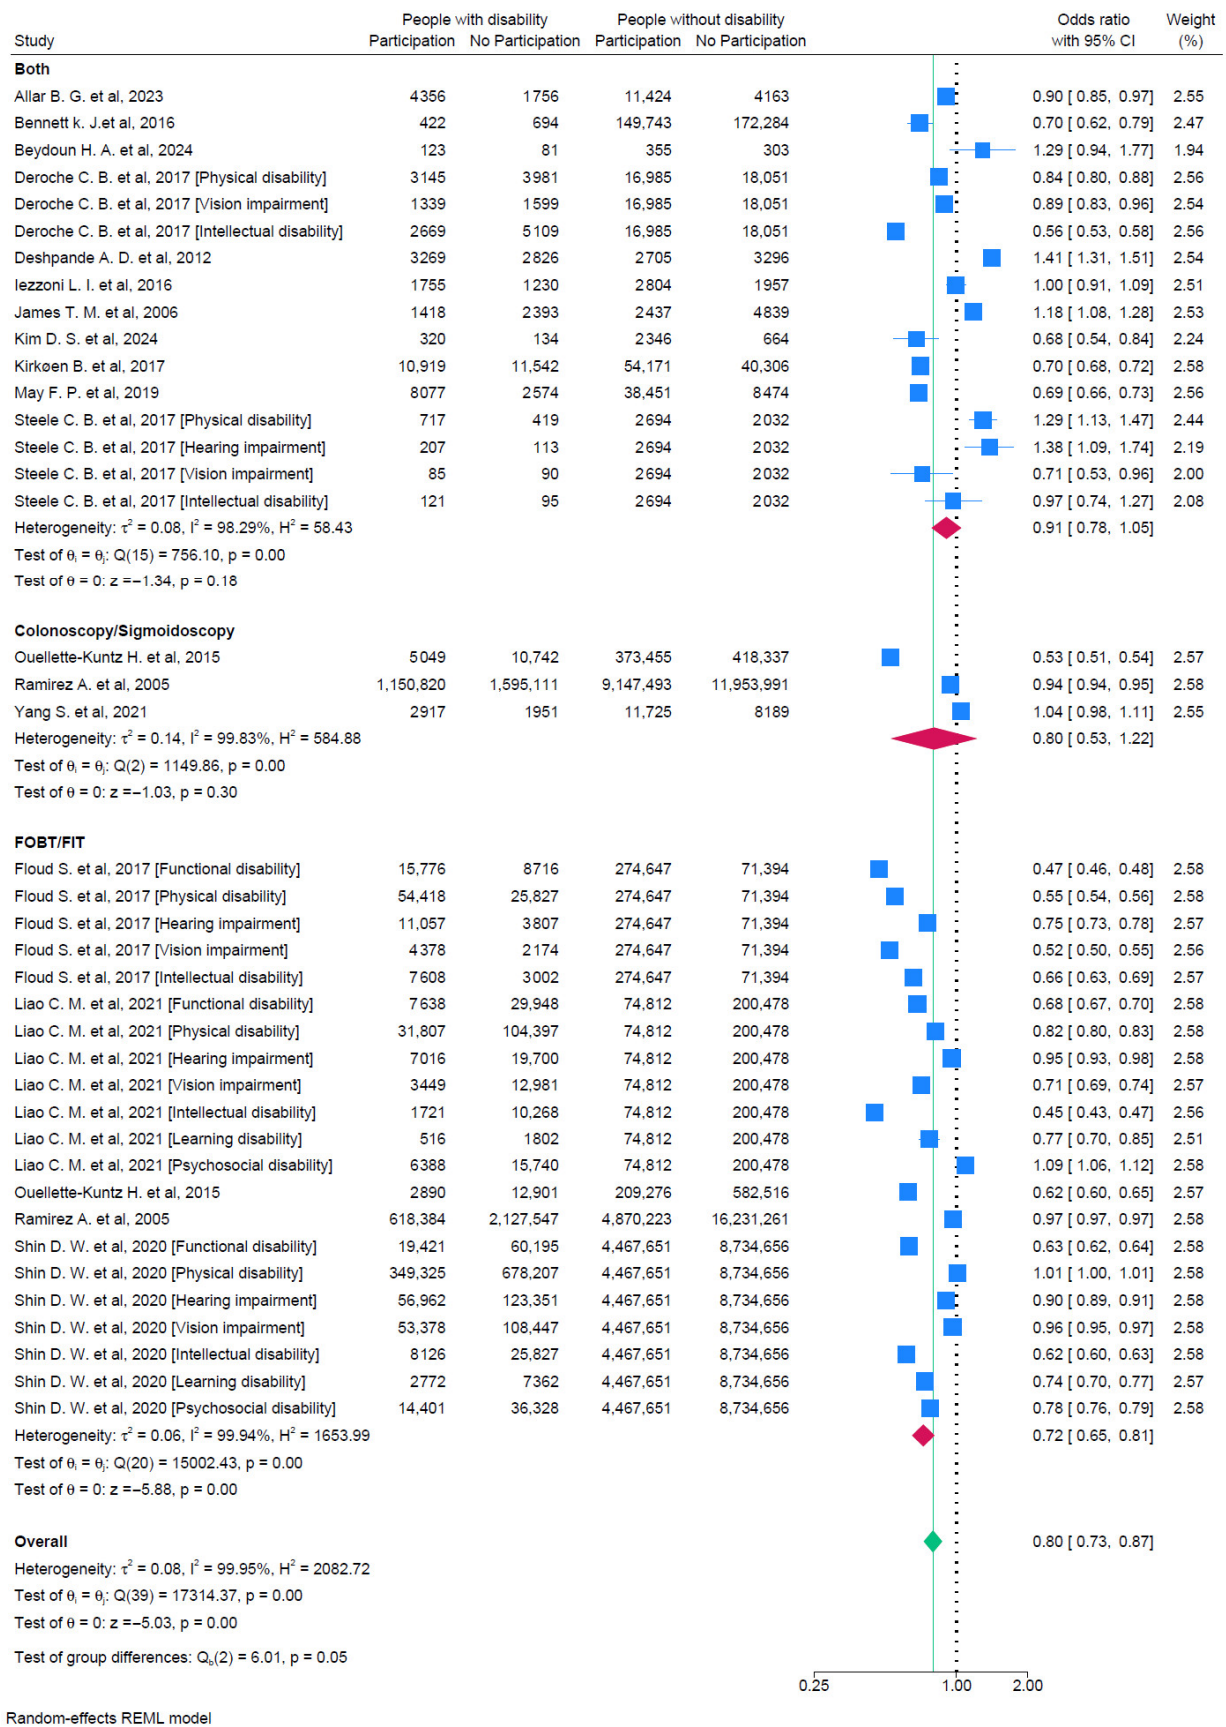 People with disability People without disability Odds ratio Weight
Study Participation No Participation Participation No Participation with 95% CI (%)
Both
Allar B. G. et al, 2023 4356 1756 11,424 4163 0.90 [ 0.85, 0.97] 2.55
Bennett k. J.et al, 2016 422 694 149,743 172,284 0.70 [ 0.62, 0.79] 2.47
Beydoun H. A. et al, 2024 123 81 355 303 1.29 [ 0.94, 1.77] 1.94
Deroche C. B. et al, 2017 [Physical disability] 3145 3981 16,985 18,051 0.84 [ 0.80, 0.88] 2.56
Deroche C. B. et al, 2017 [Vision impairment] 1339 1599 16,985 18,051 0.89 [ 0.83, 0.96] 2.54
Deroche C. B. et al, 2017 [Intellectual disability] 2669 5109 16,985 18,051 0.56 [ 0.53, 0.58] 2.56
Deshpande A. D. et al, 2012 3269 2826 2705 3296 1.41 [ 1.31, 1.51] 2.54
Iezzoni L. I. et al, 2016 1755 1230 2804 1957 1.00 [ 0.91, 1.09] 2.51
James T. M. et al, 2006 1418 2393 2437 4839 1.18 [ 1.08, 1.28] 2.53
Kim D. S. et al, 2024 320 134 2346 664 0.68 [ 0.54, 0.84] 2.24
Kirkøen B. et al, 2017 10,919 11,542 54,171 40,306 0.70 [ 0.68, 0.72] 2.58
May F. P. et al, 2019 8077 2574 38,451 8474 0.69 [ 0.66, 0.73] 2.56
Steele C. B. et al, 2017 [Physical disability] 717 419 2694 2032 1.29 [ 1.13, 1.47] 2.44
Steele C. B. et al, 2017 [Hearing impairment] 207 113 2694 2032 1.38 [ 1.09, 1.74] 2.19
Steele C. B. et al, 2017 [Vision impairment] 85 90 2694 2032 0.71 [ 0.53, 0.96] 2.00
Steele C. B. et al, 2017 [Intellectual disability] 121 95 2694 2032 0.97 [ 0.74, 1.27] 2.08
Heterogeneity: τ² = 0.08, I² = 98.29%, H² = 58.43 0.91 [ 0.78, 1.05]
Test of θᵢ = θⱼ: Q(15) = 756.10, p = 0.00
Test of θ = 0: z =−1.34, p = 0.18
Colonoscopy/Sigmoidoscopy
Ouellette-Kuntz H. et al, 2015 5049 10,742 373,455 418,337 0.53 [ 0.51, 0.54] 2.57
Ramirez A. et al, 2005 1,150,820 1,595,111 9,147,493 11,953,991 0.94 [ 0.94, 0.95] 2.58
Yang S. et al, 2021 2917 1951 11,725 8189 1.04 [ 0.98, 1.11] 2.55
Heterogeneity: τ² = 0.14, I² = 99.83%, H² = 584.88 0.80 [ 0.53, 1.22]
Test of θᵢ = θⱼ: Q(2) = 1149.86, p = 0.00
Test of θ = 0: z =−1.03, p = 0.30
FOBT/FIT
Floud S. et al, 2017 [Functional disability] 15,776 8716 274,647 71,394 0.47 [ 0.46, 0.48] 2.58
Floud S. et al, 2017 [Physical disability] 54,418 25,827 274,647 71,394 0.55 [ 0.54, 0.56] 2.58
Floud S. et al, 2017 [Hearing impairment] 11,057 3807 274,647 71,394 0.75 [ 0.73, 0.78] 2.57
Floud S. et al, 2017 [Vision impairment] 4378 2174 274,647 71,394 0.52 [ 0.50, 0.55] 2.56
Floud S. et al, 2017 [Intellectual disability] 7608 3002 274,647 71,394 0.66 [ 0.63, 0.69] 2.57
Liao C. M. et al, 2021 [Functional disability] 7638 29,948 74,812 200,478 0.68 [ 0.67, 0.70] 2.58
Liao C. M. et al, 2021 [Physical disability] 31,807 104,397 74,812 200,478 0.82 [ 0.80, 0.83] 2.58
Liao C. M. et al, 2021 [Hearing impairment] 7016 19,700 74,812 200,478 0.95 [ 0.93, 0.98] 2.58
Liao C. M. et al, 2021 [Vision impairment] 3449 12,981 74,812 200,478 0.71 [ 0.69, 0.74] 2.57
Liao C. M. et al, 2021 [Intellectual disability] 1721 10,268 74,812 200,478 0.45 [ 0.43, 0.47] 2.56
Liao C. M. et al, 2021 [Learning disability] 516 1802 74,812 200,478 0.77 [ 0.70, 0.85] 2.51
Liao C. M. et al, 2021 [Psychosocial disability] 6388 15,740 74,812 200,478 1.09 [ 1.06, 1.12] 2.58
Ouellette-Kuntz H. et al, 2015 2890 12,901 209,276 582,516 0.62 [ 0.60, 0.65] 2.57
Ramirez A. et al, 2005 618,384 2,127,547 4,870,223 16,231,261 0.97 [ 0.97, 0.97] 2.58
Shin D. W. et al, 2020 [Functional disability] 19,421 60,195 4,467,651 8,734,656 0.63 [ 0.62, 0.64] 2.58
Shin D. W. et al, 2020 [Physical disability] 349,325 678,207 4,467,651 8,734,656 1.01 [ 1.00, 1.01] 2.58
Shin D. W. et al, 2020 [Hearing impairment] 56,962 123,351 4,467,651 8,734,656 0.90 [ 0.89, 0.91] 2.58
Shin D. W. et al, 2020 [Vision impairment] 53,378 108,447 4,467,651 8,734,656 0.96 [ 0.95, 0.97] 2.58
Shin D. W. et al, 2020 [Intellectual disability] 8126 25,827 4,467,651 8,734,656 0.62 [ 0.60, 0.63] 2.58
Shin D. W. et al, 2020 [Learning disability] 2772 7362 4,467,651 8,734,656 0.74 [ 0.70, 0.77] 2.57
Shin D. W. et al, 2020 [Psychosocial disability] 14,401 36,328 4,467,651 8,734,656 0.78 [ 0.76, 0.79] 2.58
Heterogeneity: τ² = 0.06, I² = 99.94%, H² = 1653.99 0.72 [ 0.65, 0.81]
Test of θᵢ = θⱼ: Q(20) = 15002.43, p = 0.00
Test of θ = 0: z =−5.88, p = 0.00
Overall 0.80 [ 0.73, 0.87]
Heterogeneity: τ² = 0.08, I² = 99.95%, H² = 2082.72
Test of θᵢ = θⱼ: Q(39) = 17314.37, p = 0.00
Test of θ = 0: z =−5.03, p = 0.00
Test of group differences: Q_b(2) = 6.01, p = 0.05
0.25 1.00 2.00
Random-effects REML model